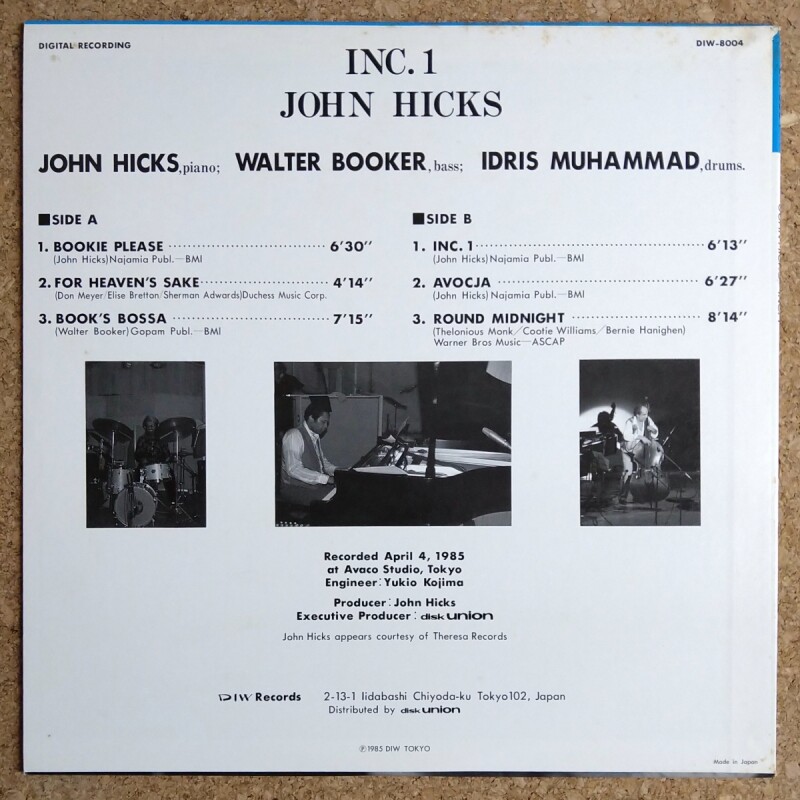 DIGITAL RECORDING
DIW-8004
INC. 1
JOHN HICKS
JOHN HICKS, piano; WALTER BOOKER, bass; IDRIS MUHAMMAD, drums.
■SIDE A
1. BOOKIE PLEASE ························ 6'30''
(John Hicks) Najamia Publ.—BMI
2. FOR HEAVEN'S SAKE ························ 4'14''
(Don Meyer/Elise Bretton/Sherman Adwards) Duchess Music Corp.
3. BOOK'S BOSSA ························ 7'15''
(Walter Booker) Gopam Publ.—BMI
■SIDE B
1. INC. 1 ························ 6'13''
(John Hicks) Najamia Publ.—BMI
2. AVOCJA ························ 6'27''
(John Hicks) Najamia Publ.—BMI
3. ROUND MIDNIGHT ························ 8'14''
(Thelonious Monk/Cootie Williams/Bernie Hanighen)
Warner Bros Music—ASCAP
Recorded April 4, 1985
at Avaco Studio, Tokyo
Engineer: Yukio Kojima
Producer: John Hicks
Executive Producer: disk union
John Hicks appears courtesy of Theresa Records
DIW Records 2-13-1 Iidabashi Chiyoda-ku Tokyo102, Japan
Distributed by disk union
℗1985 DIW TOKYO
Made in Japan